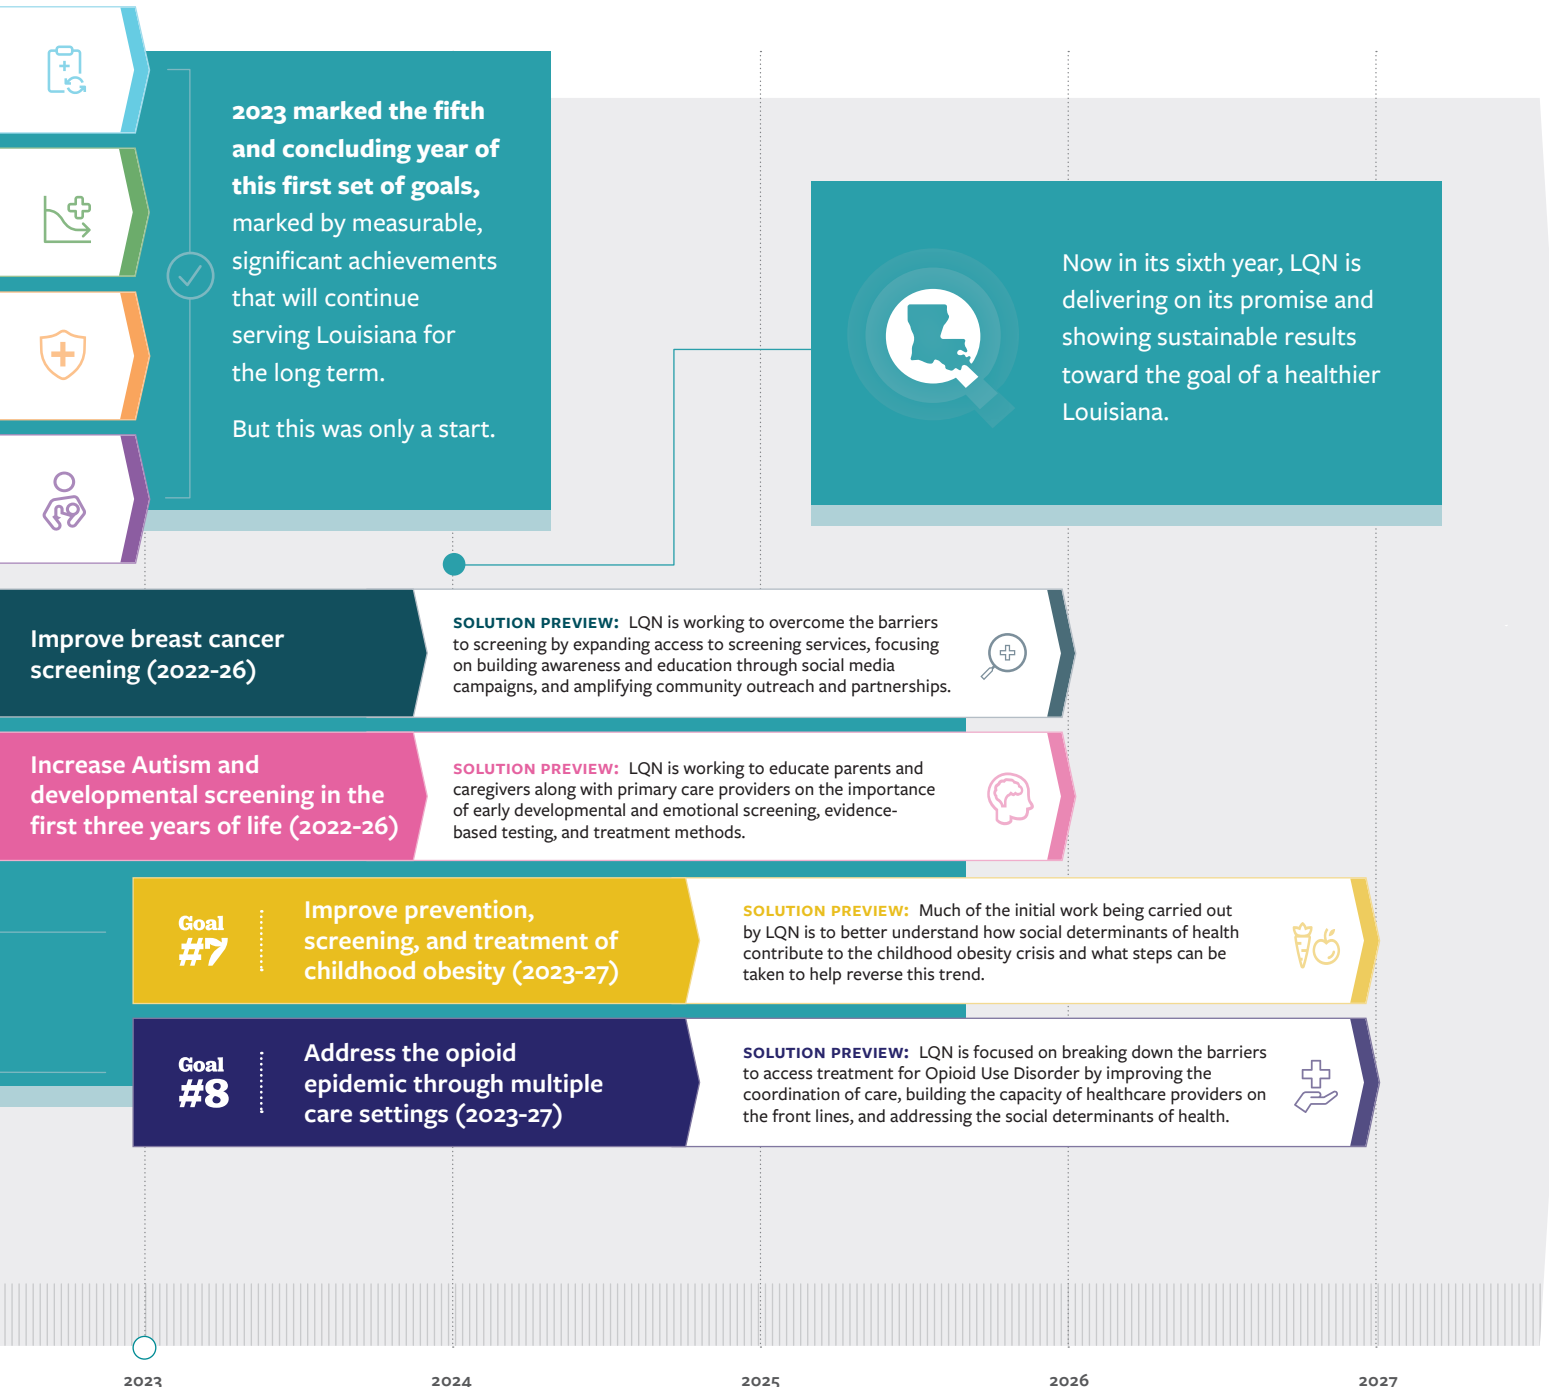 2023 marked the fifth
and concluding year of
this first set of goals,
marked by measurable,
significant achievements
that will continue
serving Louisiana for
the long term.
But this was only a start.
Now in its sixth year, LQN is
delivering on its promise and
showing sustainable results
toward the goal of a healthier
Louisiana.
Improve breast cancer
screening (2022-26)
SOLUTION PREVIEW: LQN is working to overcome the barriers
to screening by expanding access to screening services, focusing
on building awareness and education through social media
campaigns, and amplifying community outreach and partnerships.
Increase Autism and
developmental screening in the
first three years of life (2022-26)
SOLUTION PREVIEW: LQN is working to educate parents and
caregivers along with primary care providers on the importance
of early developmental and emotional screening, evidence-
based testing, and treatment methods.
Goal
#7
Improve prevention,
screening, and treatment of
childhood obesity (2023-27)
SOLUTION PREVIEW: Much of the initial work being carried out
by LQN is to better understand how social determinants of health
contribute to the childhood obesity crisis and what steps can be
taken to help reverse this trend.
Goal
#8
Address the opioid
epidemic through multiple
care settings (2023-27)
SOLUTION PREVIEW: LQN is focused on breaking down the barriers
to access treatment for Opioid Use Disorder by improving the
coordination of care, building the capacity of healthcare providers on
the front lines, and addressing the social determinants of health.
2023
2024
2025
2026
2027